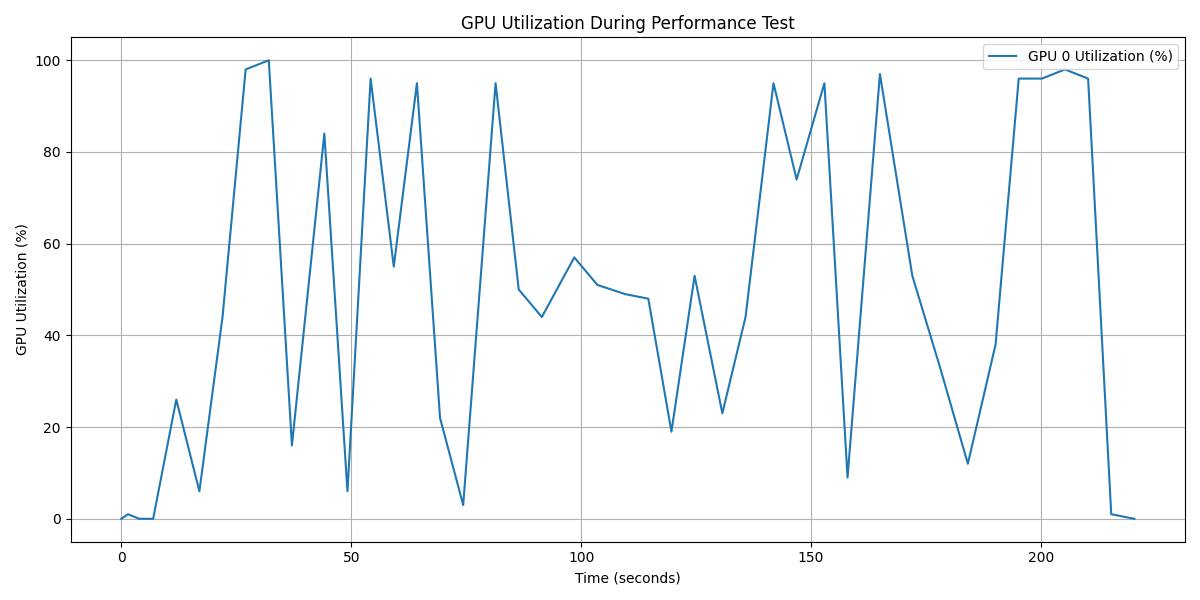 GPU Utilization During Performance Test
GPU 0 Utilization (%)
GPU Utilization (%)
100
80
60
40
20
0
0 50 100 150 200
Time (seconds)